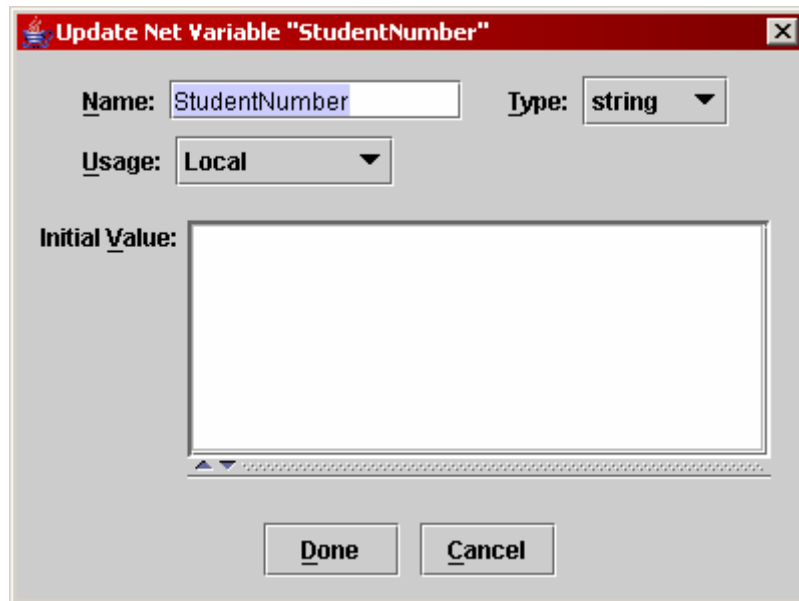 Update Net Variable "StudentNumber"
Name: StudentNumber Type: string
Usage: Local
Initial Value:
Done Cancel